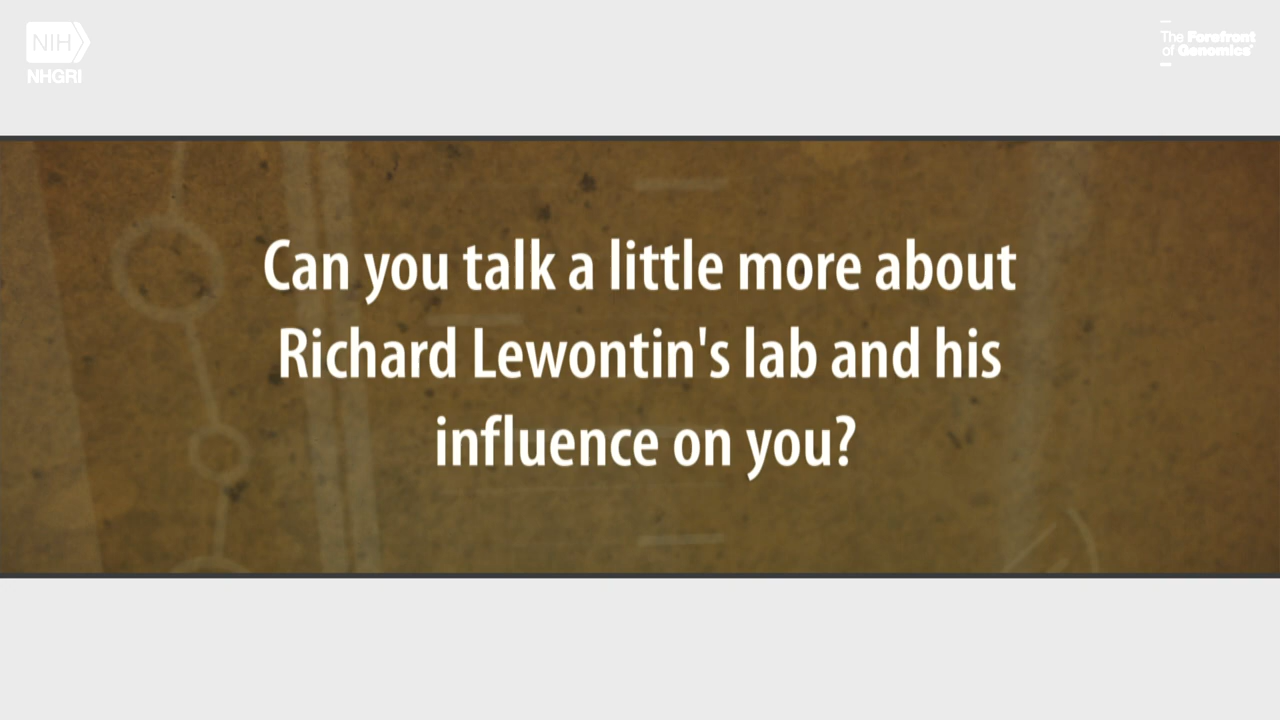 NIH
NHGRI
The Forefront
of Genomics®
Can you talk a little more about
Richard Lewontin's lab and his
influence on you?